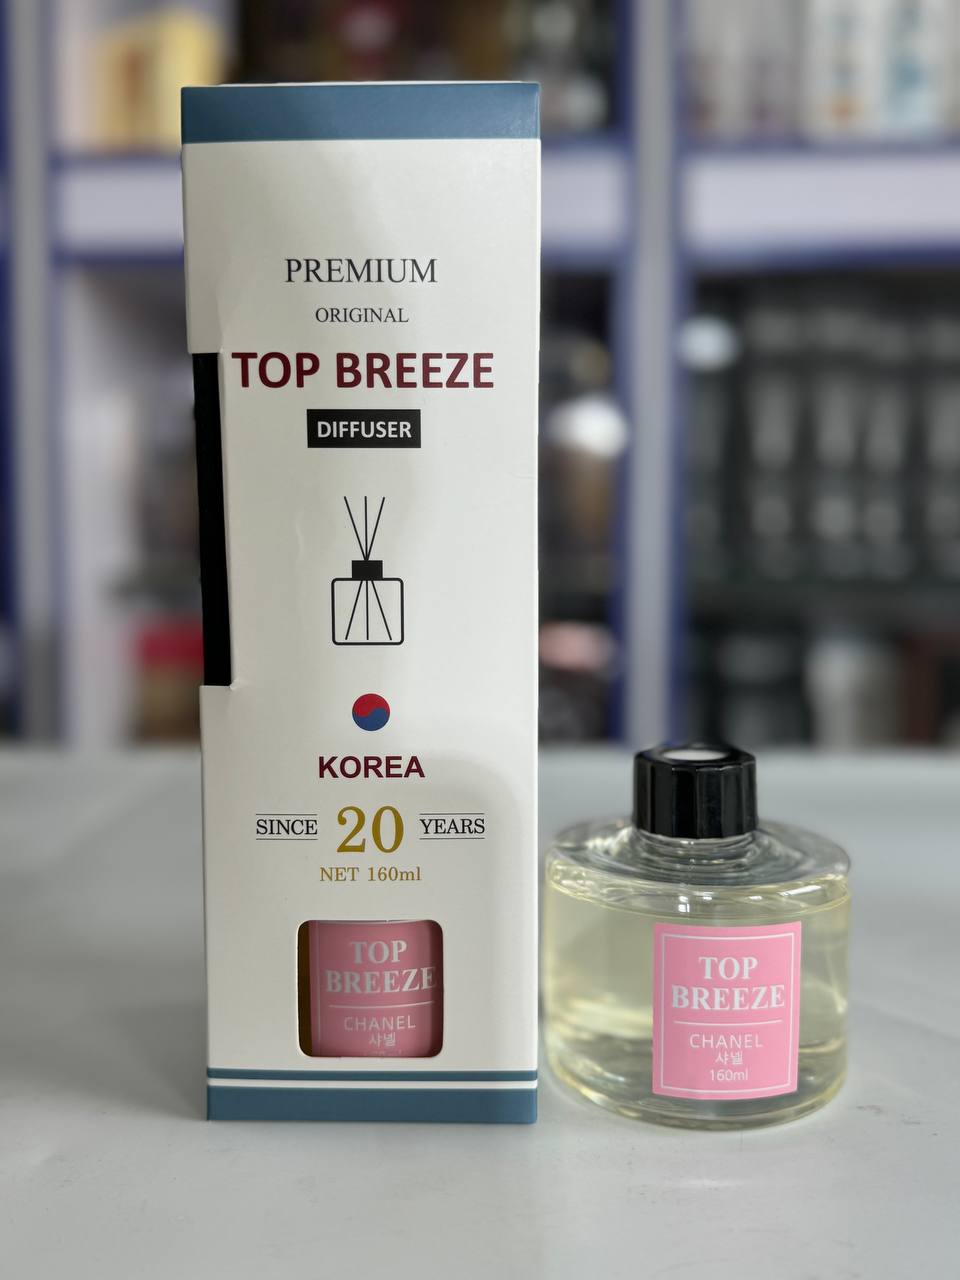 PREMIUM
ORIGINAL
TOP BREEZE
DIFFUSER
KOREA
SINCE 20 YEARS
NET 160ml
TOP
BREEZE
CHANEL
샤넬
TOP
BREEZE
CHANEL
샤넬
160ml